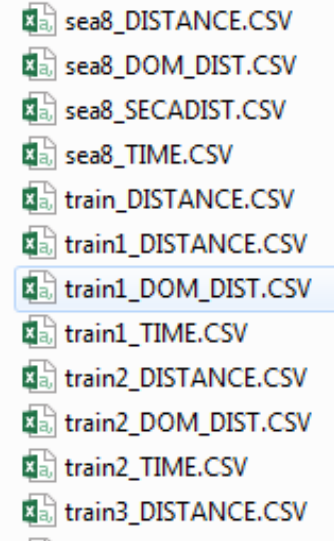 sea8_DISTANCE.CSV
sea8_DOM_DIST.CSV
sea8_SECADIST.CSV
sea8_TIME.CSV
train_DISTANCE.CSV
train1_DISTANCE.CSV
train1_DOM_DIST.CSV
train1_TIME.CSV
train2_DISTANCE.CSV
train2_DOM_DIST.CSV
train2_TIME.CSV
train3_DISTANCE.CSV